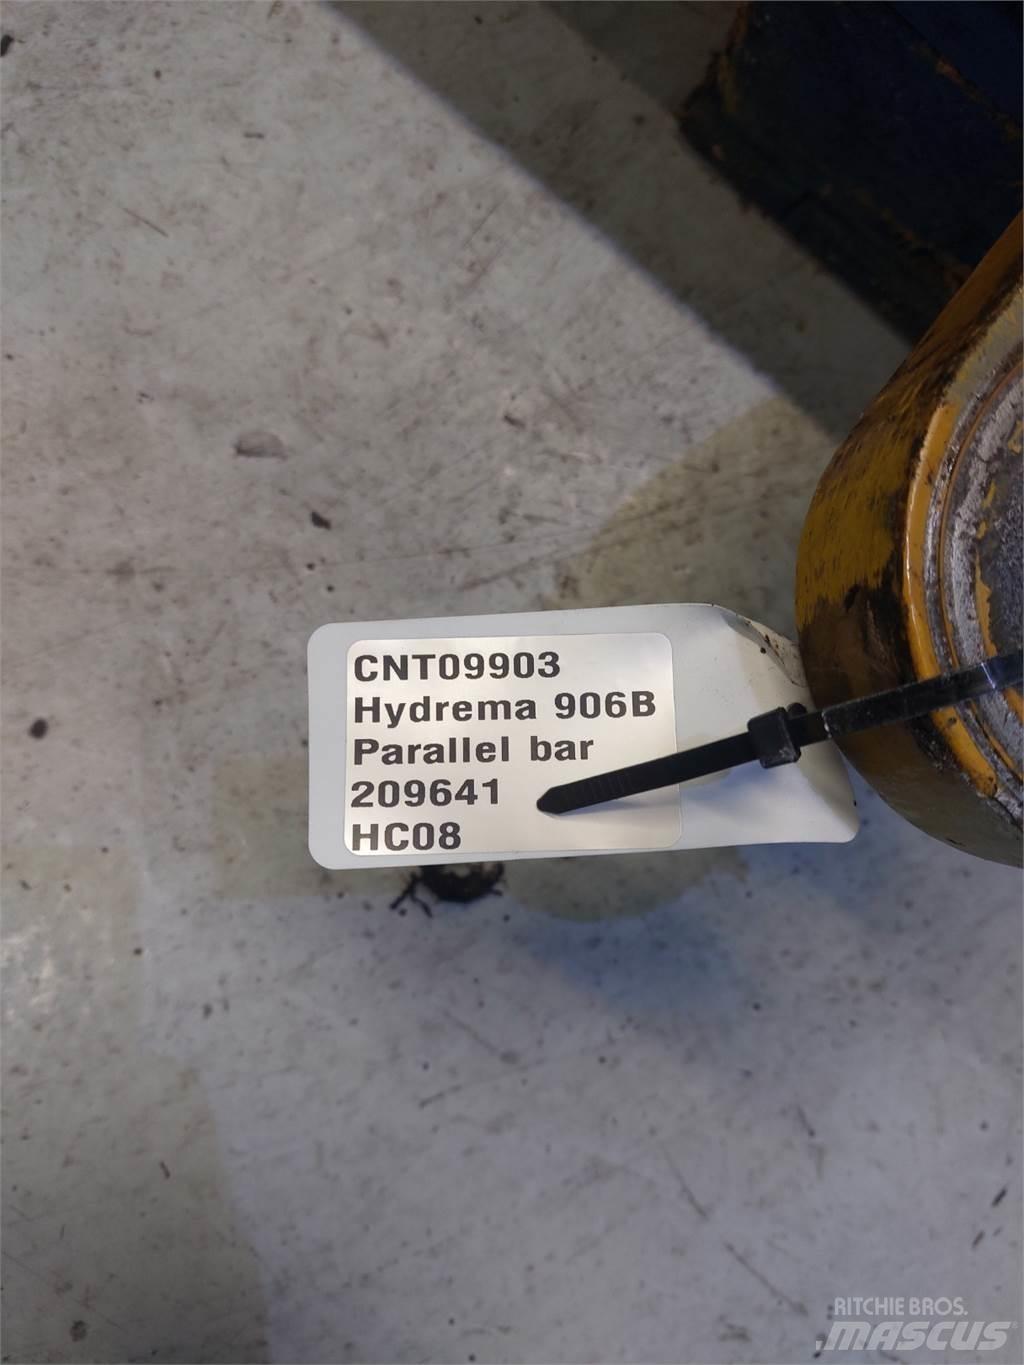 CNT09903
Hydrema 906B
Parallel bar
209641
HC08
RITCHIE BROS.
MASCUS